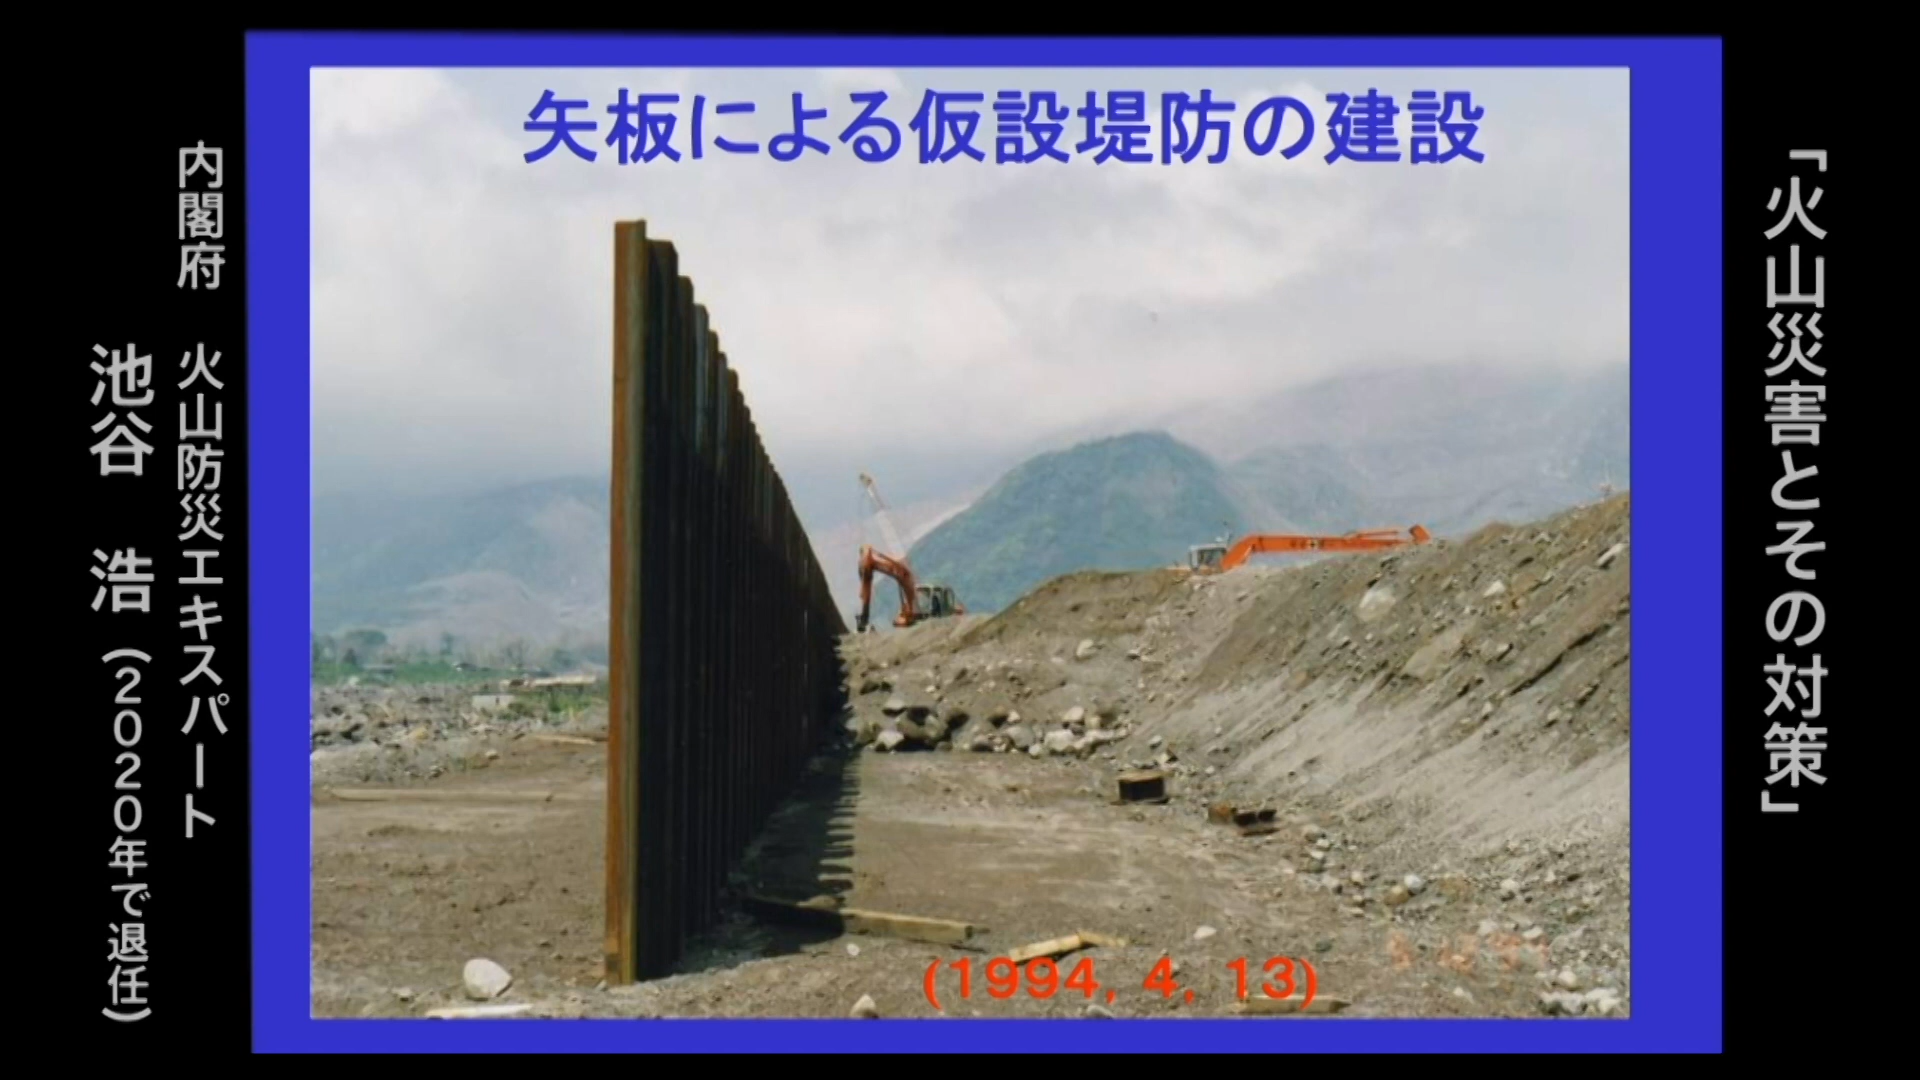 「火山災害とその対策」
矢板による仮設堤防の建設
(1994, 4, 13)
内閣府 火山防災エキスパート
池谷 浩(2020年で退任)